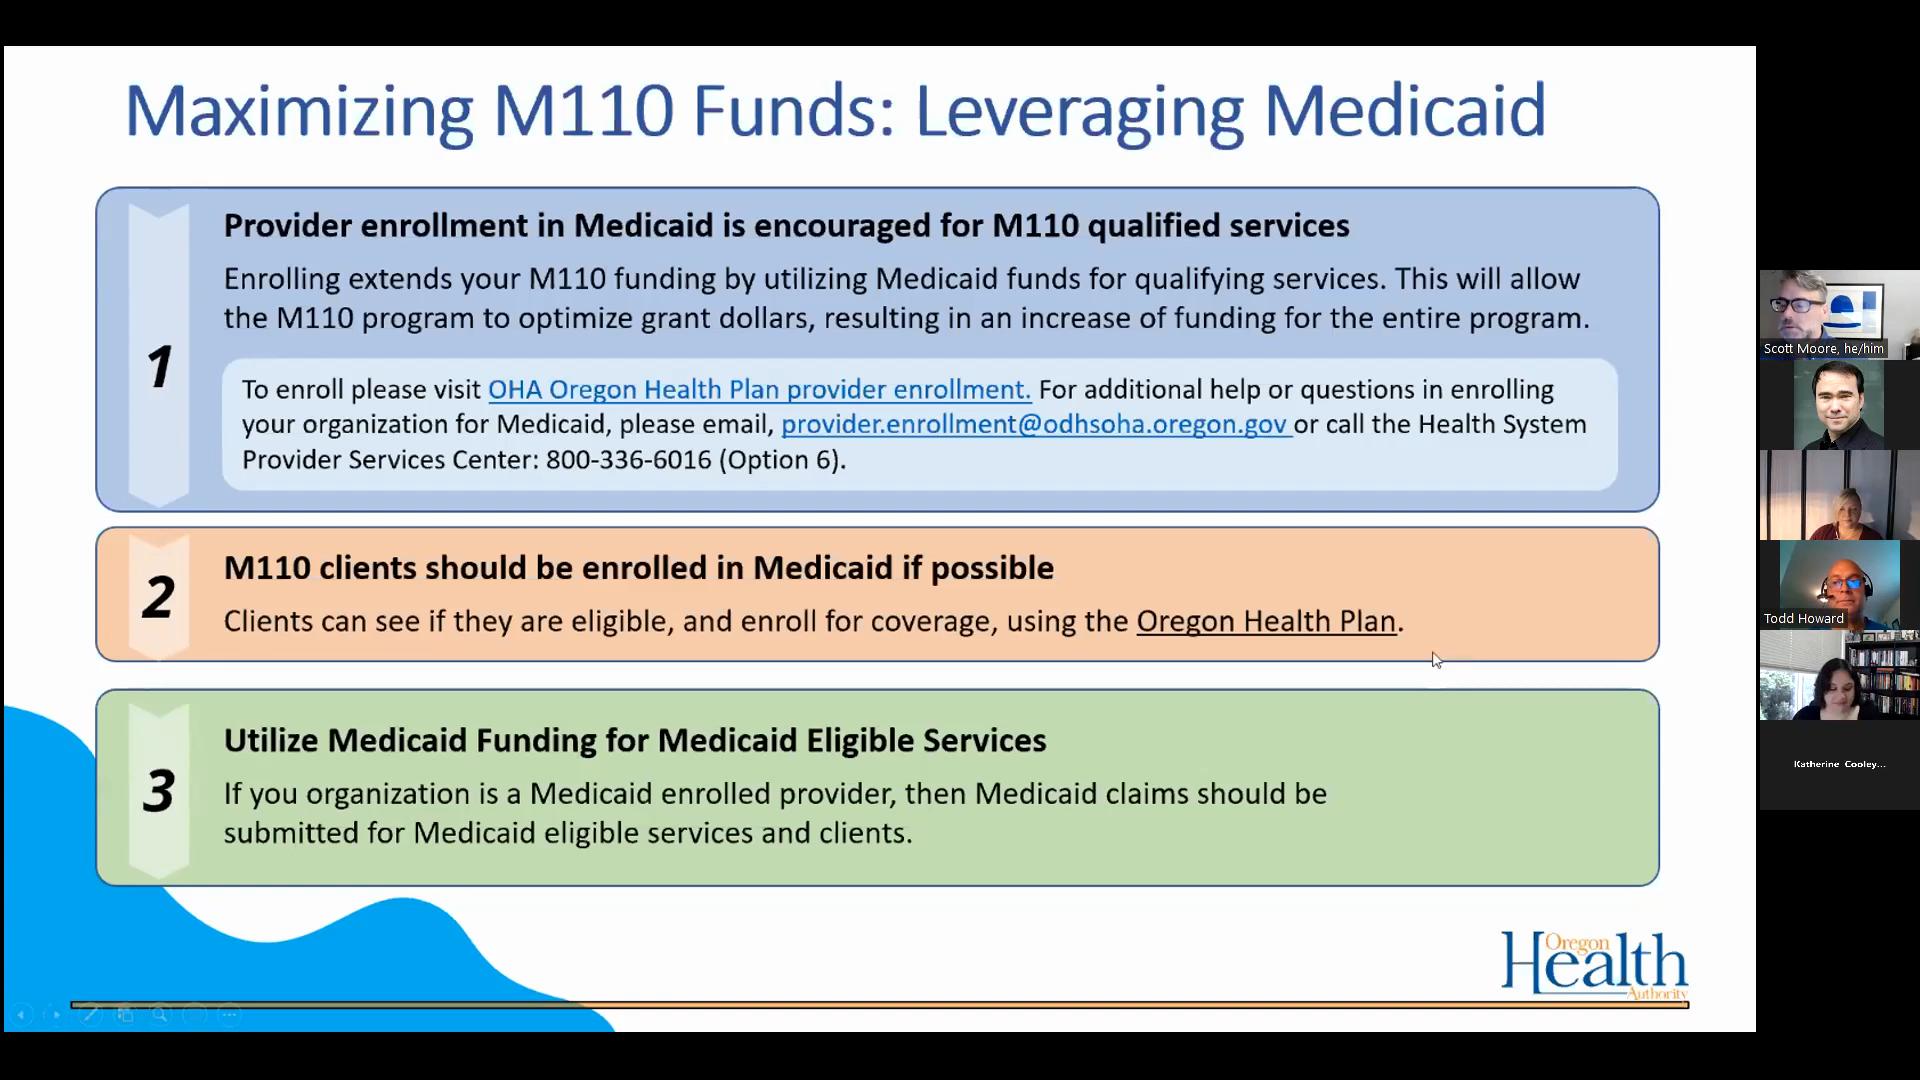 Maximizing M110 Funds: Leveraging Medicaid
1
Provider enrollment in Medicaid is encouraged for M110 qualified services
Enrolling extends your M110 funding by utilizing Medicaid funds for qualifying services. This will allow
the M110 program to optimize grant dollars, resulting in an increase of funding for the entire program.
To enroll please visit OHA Oregon Health Plan provider enrollment. For additional help or questions in enrolling
your organization for Medicaid, please email, provider.enrollment@odhsoha.oregon.gov or call the Health System
Provider Services Center: 800-336-6016 (Option 6).
2
M110 clients should be enrolled in Medicaid if possible
Clients can see if they are eligible, and enroll for coverage, using the Oregon Health Plan.
3
Utilize Medicaid Funding for Medicaid Eligible Services
If you organization is a Medicaid enrolled provider, then Medicaid claims should be
submitted for Medicaid eligible services and clients.
Oregon
Health
Authority
Scott Moore, he/him
Todd Howard
Katherine Cooley...